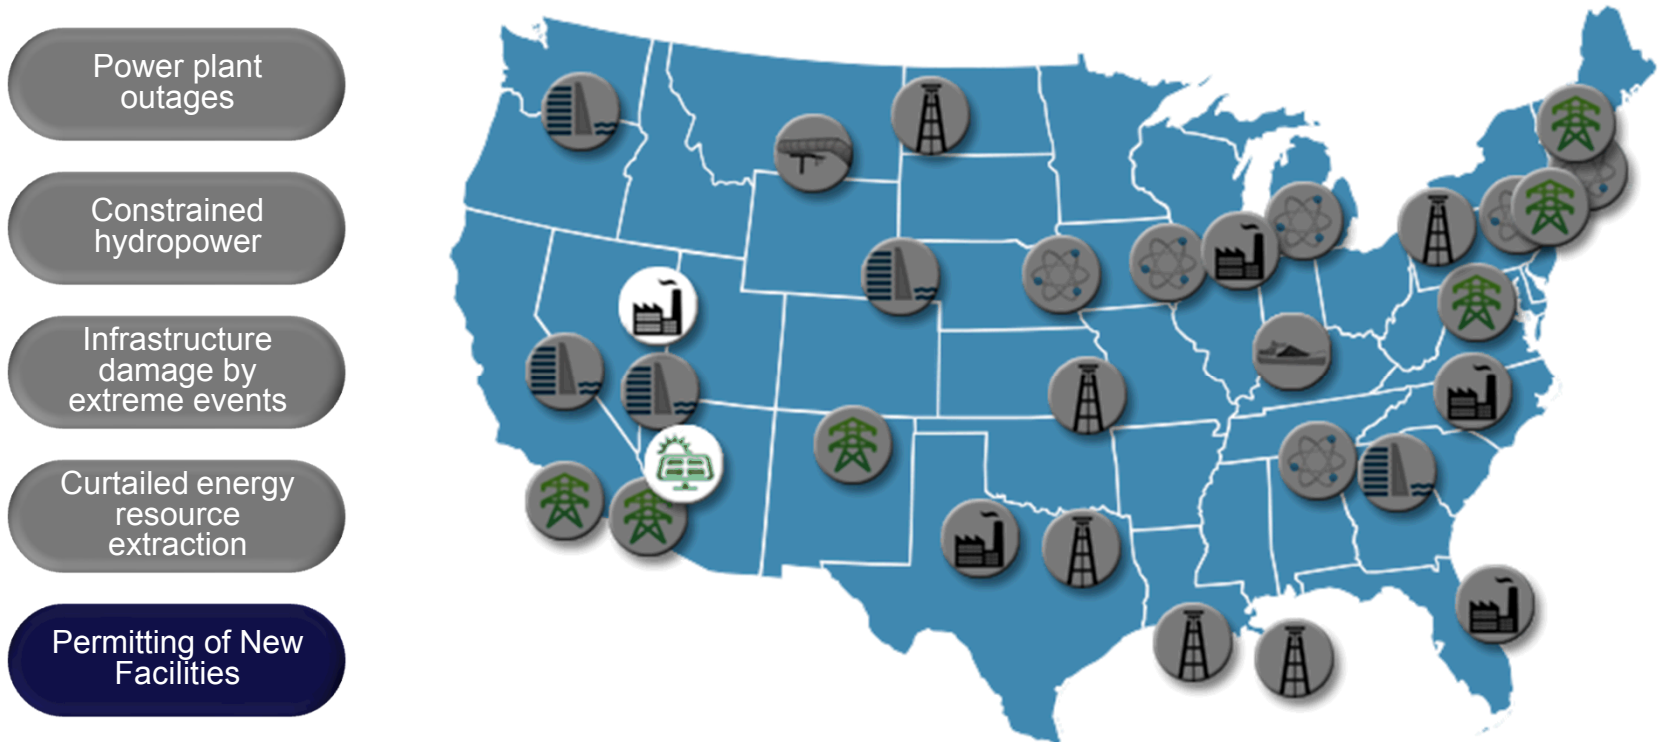 Power plant
outages
Constrained
hydropower
Infrastructure
damage by
extreme events
Curtailed energy
resource
extraction
Permitting of New
Facilities